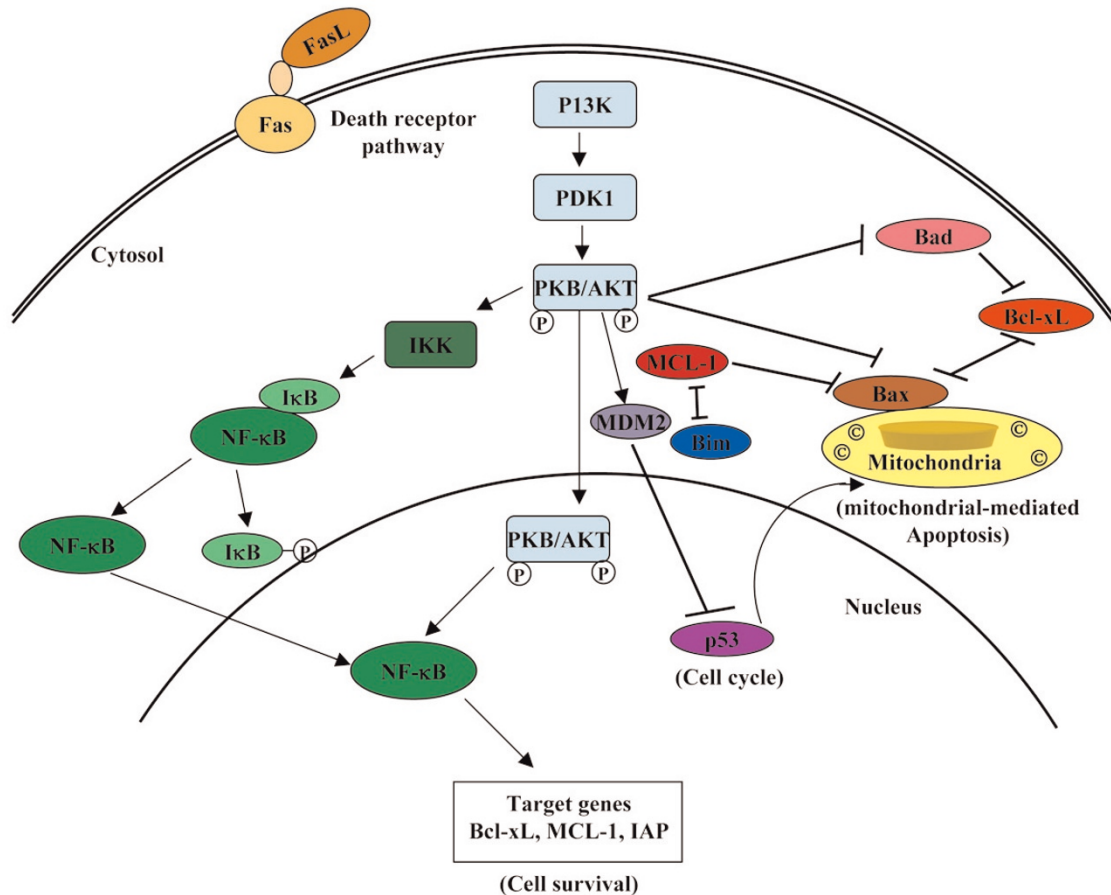 FasL
Fas
Death receptor
pathway
P13K
PDK1
Cytosol
PKB/AKT
P
P
Bad
Bcl-xL
IKK
MCL-1
Bax
IκB
NF-κB
MDM2
Bim
©
©
©
©
Mitochondria
(mitochondrial-mediated
Apoptosis)
NF-κB
IκB
P
PKB/AKT
P
P
Nucleus
p53
(Cell cycle)
NF-κB
Target genes
Bcl-xL, MCL-1, IAP
(Cell survival)